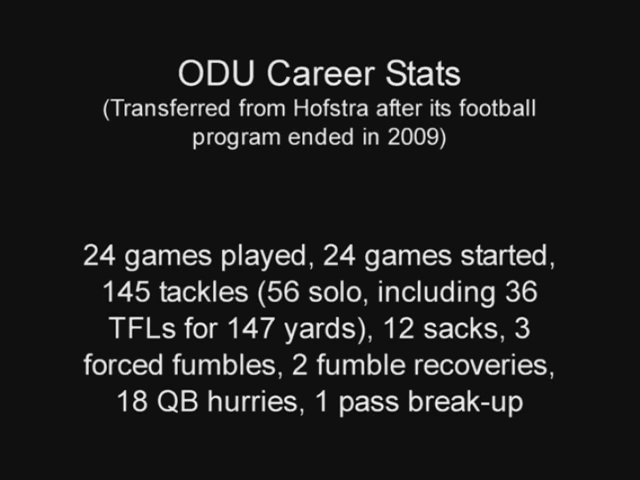 ODU Career Stats
(Transferred from Hofstra after its football
program ended in 2009)
24 games played, 24 games started,
145 tackles (56 solo, including 36
TFLs for 147 yards), 12 sacks, 3
forced fumbles, 2 fumble recoveries,
18 QB hurries, 1 pass break-up